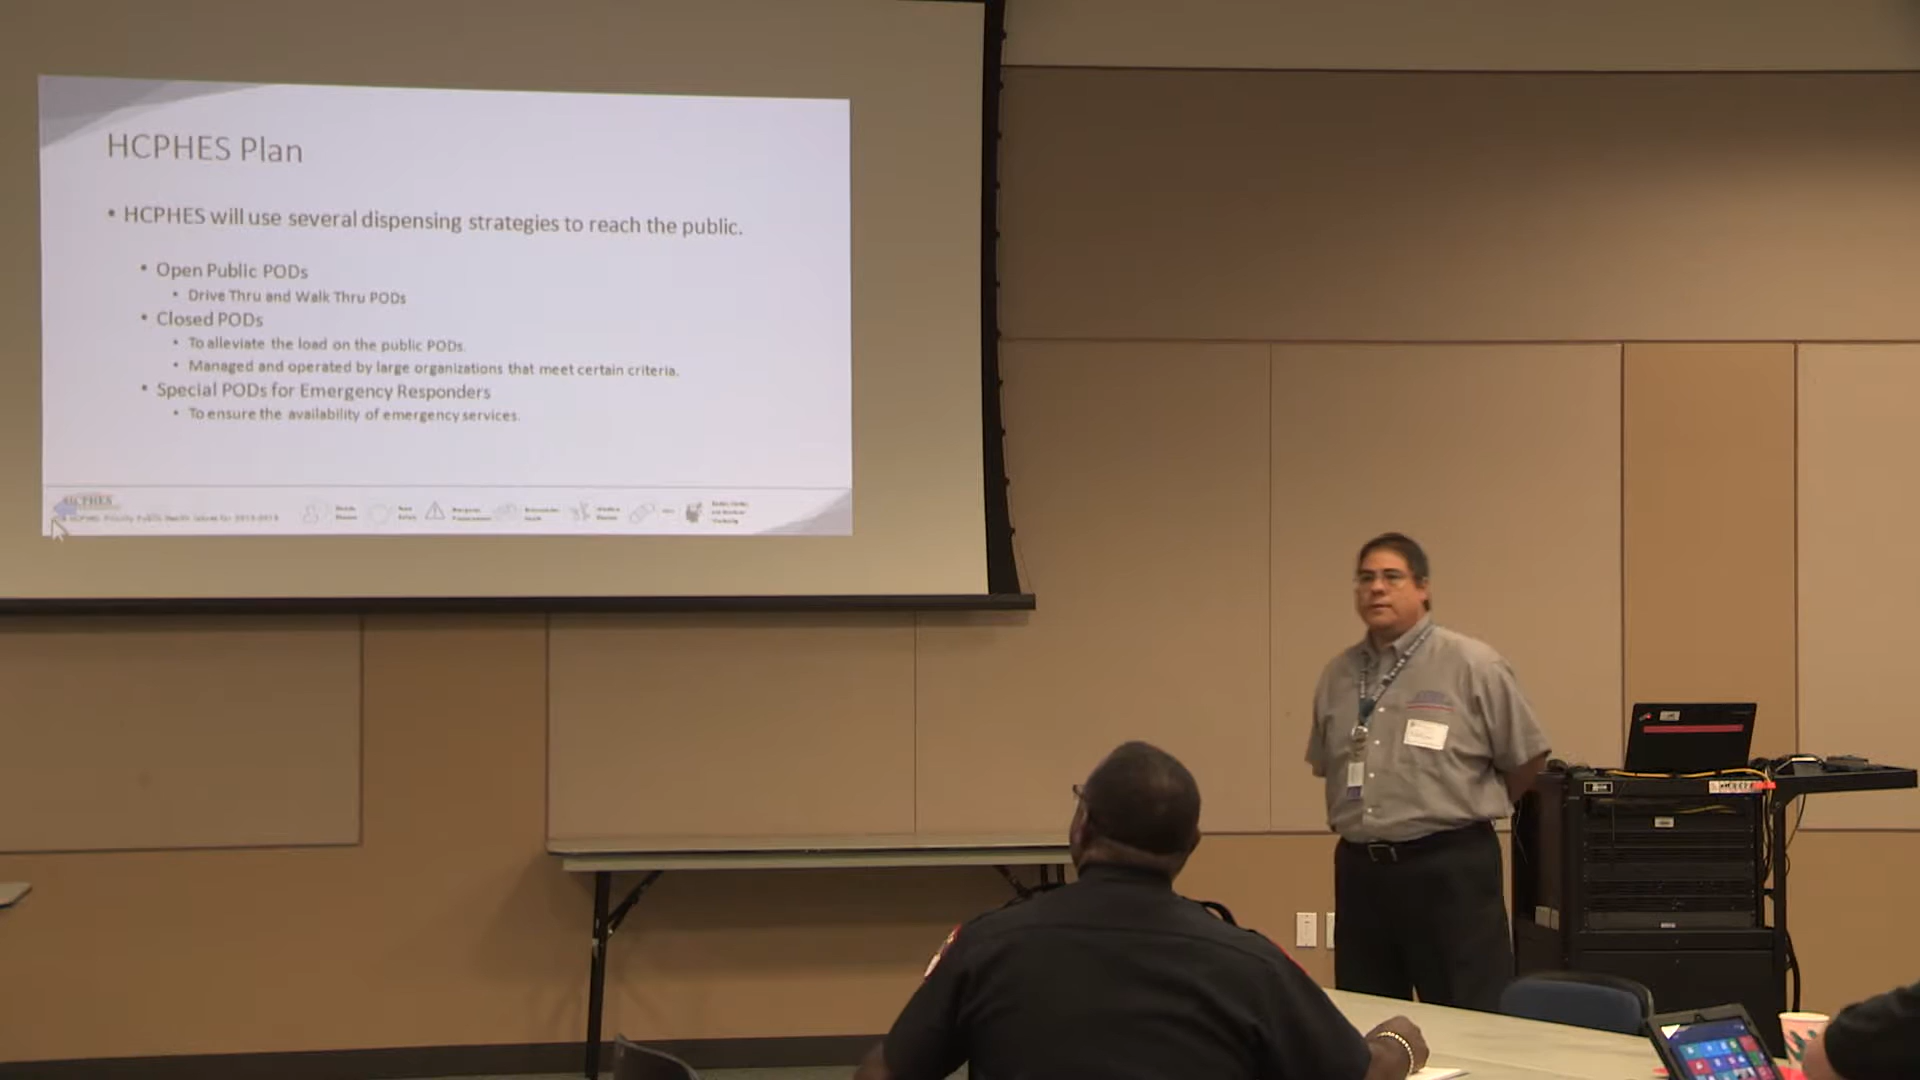 HCPHES Plan
• HCPHES will use several dispensing strategies to reach the public.
• Open Public PODs
• Drive Thru and Walk Thru PODs
• Closed PODs
• To alleviate the load on the public PODs.
• Managed and operated by large organizations that meet certain criteria.
• Special PODs for Emergency Responders
• To ensure the availability of emergency services.
HCPHES